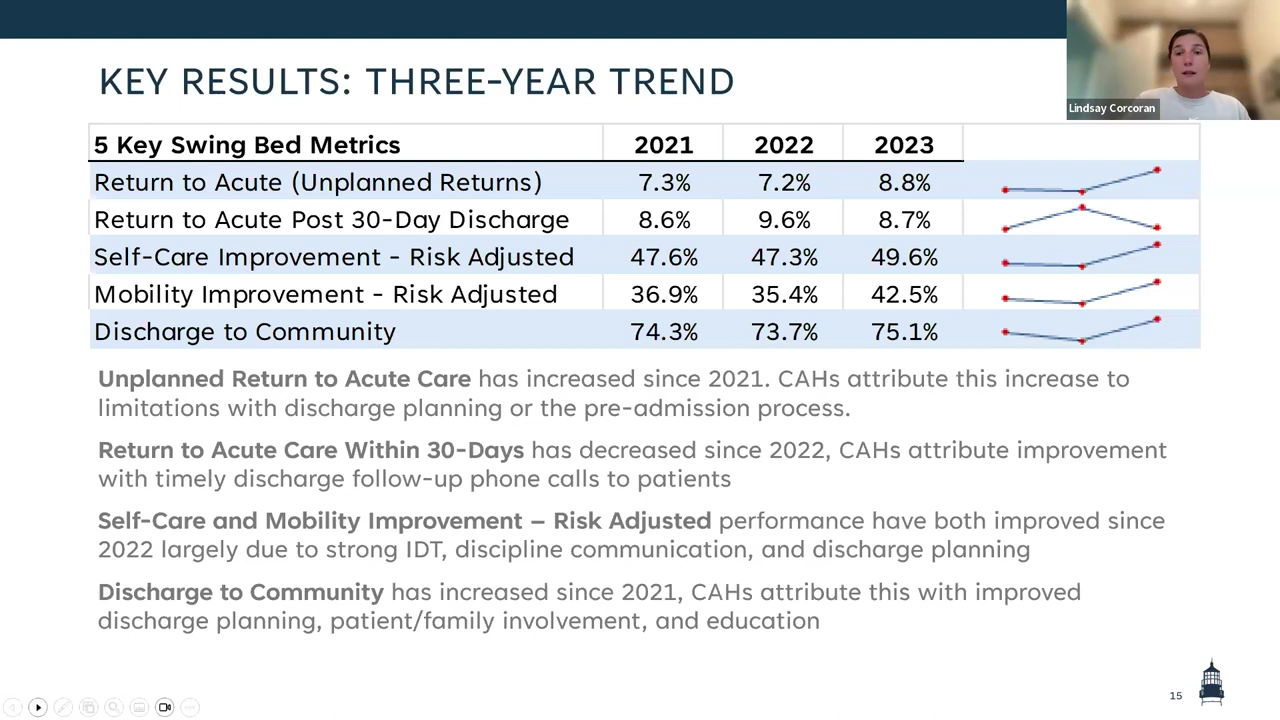 KEY RESULTS: THREE-YEAR TREND
Lindsay Corcoran
5 Key Swing Bed Metrics 2021 2022 2023
Return to Acute (Unplanned Returns) 7.3% 7.2% 8.8%
Return to Acute Post 30-Day Discharge 8.6% 9.6% 8.7%
Self-Care Improvement - Risk Adjusted 47.6% 47.3% 49.6%
Mobility Improvement - Risk Adjusted 36.9% 35.4% 42.5%
Discharge to Community 74.3% 73.7% 75.1%
Unplanned Return to Acute Care has increased since 2021. CAHs attribute this increase to
limitations with discharge planning or the pre-admission process.
Return to Acute Care Within 30-Days has decreased since 2022, CAHs attribute improvement
with timely discharge follow-up phone calls to patients
Self-Care and Mobility Improvement – Risk Adjusted performance have both improved since
2022 largely due to strong IDT, discipline communication, and discharge planning
Discharge to Community has increased since 2021, CAHs attribute this with improved
discharge planning, patient/family involvement, and education
15